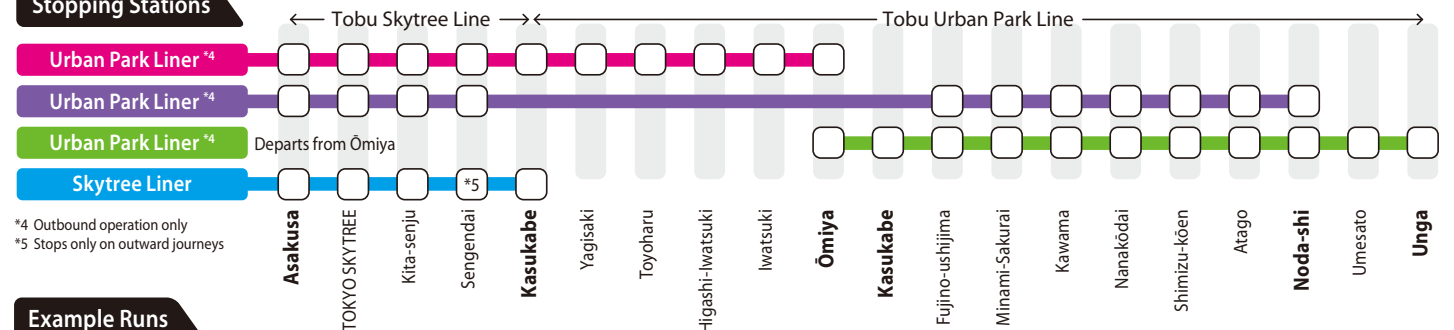 Stopping Stations
Tobu Skytree Line
Tobu Urban Park Line
Urban Park Liner *4
Urban Park Liner *4
Urban Park Liner *4
Departs from Ōmiya
Skytree Liner
*5
*4 Outbound operation only
*5 Stops only on outward journeys
Asakusa
TOKYO SKYTREE
Kita-senju
Sengendai
Kasukabe
Yagisaki
Toyoharu
Higashi-Iwatsuki
Iwatsuki
Ōmiya
Kasukabe
Fujino-ushijima
Minami-Sakurai
Kawama
Nanakōdai
Shimizu-kōen
Atago
Noda-shi
Umesato
Unga
Example Runs